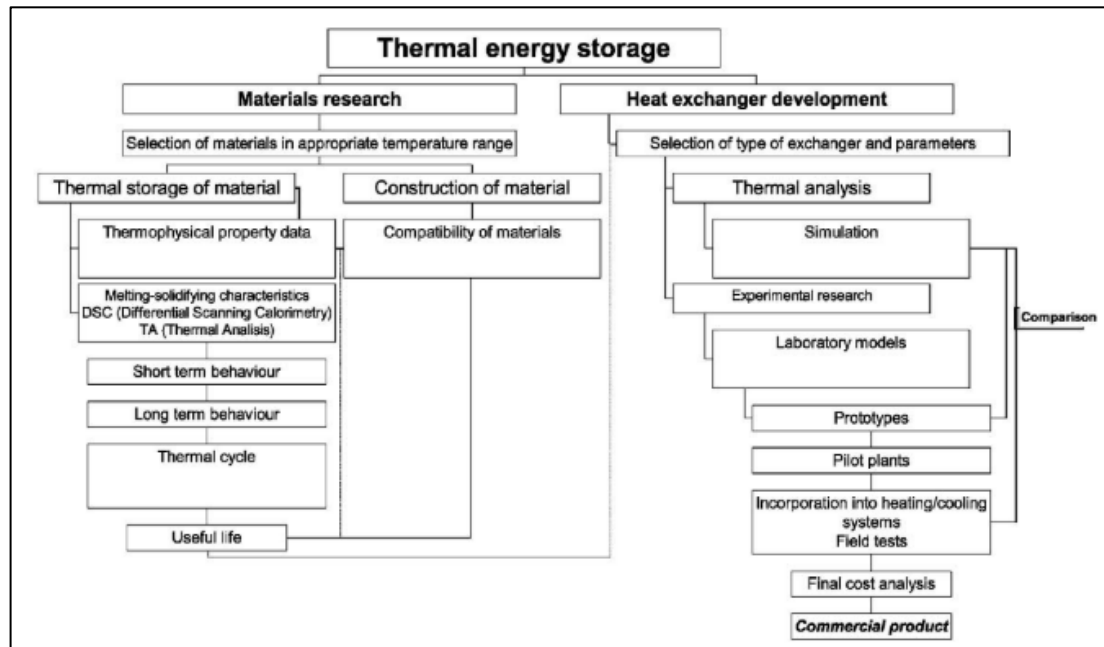 Thermal energy storage
Materials research
Heat exchanger development
Selection of materials in appropriate temperature range
Selection of type of exchanger and parameters
Thermal storage of material
Construction of material
Thermal analysis
Thermophysical property data
Compatibility of materials
Simulation
Melting-solidifying characteristics
DSC (Differential Scanning Calorimetry)
TA (Thermal Analisis)
Experimental research
Comparison
Laboratory models
Short term behaviour
Long term behaviour
Prototypes
Thermal cycle
Pilot plants
Incorporation into heating/cooling
systems
Field tests
Useful life
Final cost analysis
Commercial product